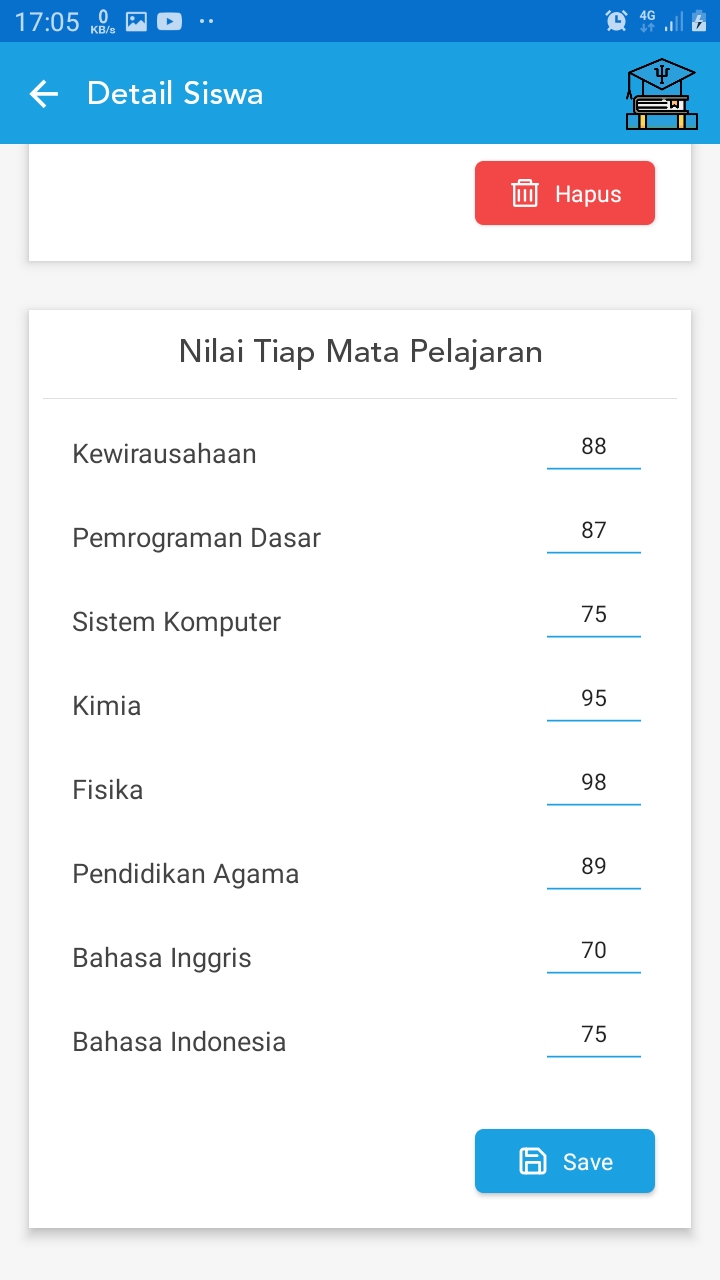 17:05 0 KB/s 4G
Detail Siswa
Hapus
Nilai Tiap Mata Pelajaran
Kewirausahaan 88
Pemrograman Dasar 87
Sistem Komputer 75
Kimia 95
Fisika 98
Pendidikan Agama 89
Bahasa Inggris 70
Bahasa Indonesia 75
Save